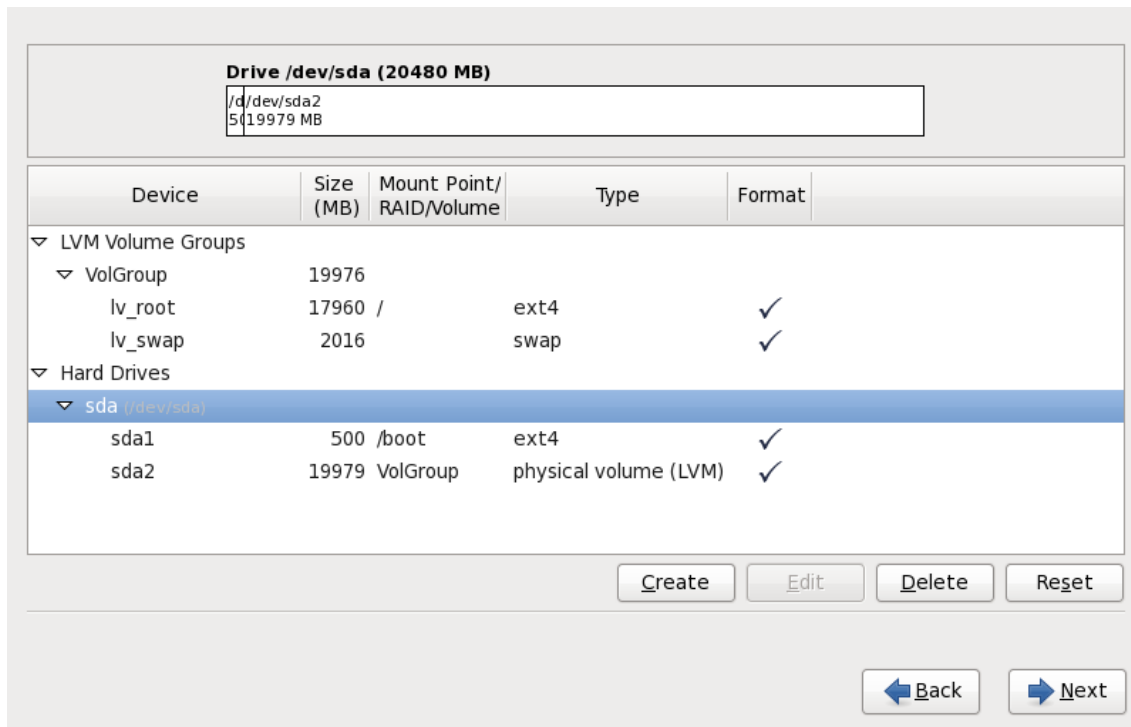 Drive /dev/sda (20480 MB)
/d/dev/sda2
50 19979 MB
Device Size (MB) Mount Point/ RAID/Volume Type Format
LVM Volume Groups
VolGroup 19976
lv_root 17960 / ext4
lv_swap 2016 swap
Hard Drives
sda (/dev/sda)
sda1 500 /boot ext4
sda2 19979 VolGroup physical volume (LVM)
Create Edit Delete Reset
Back Next